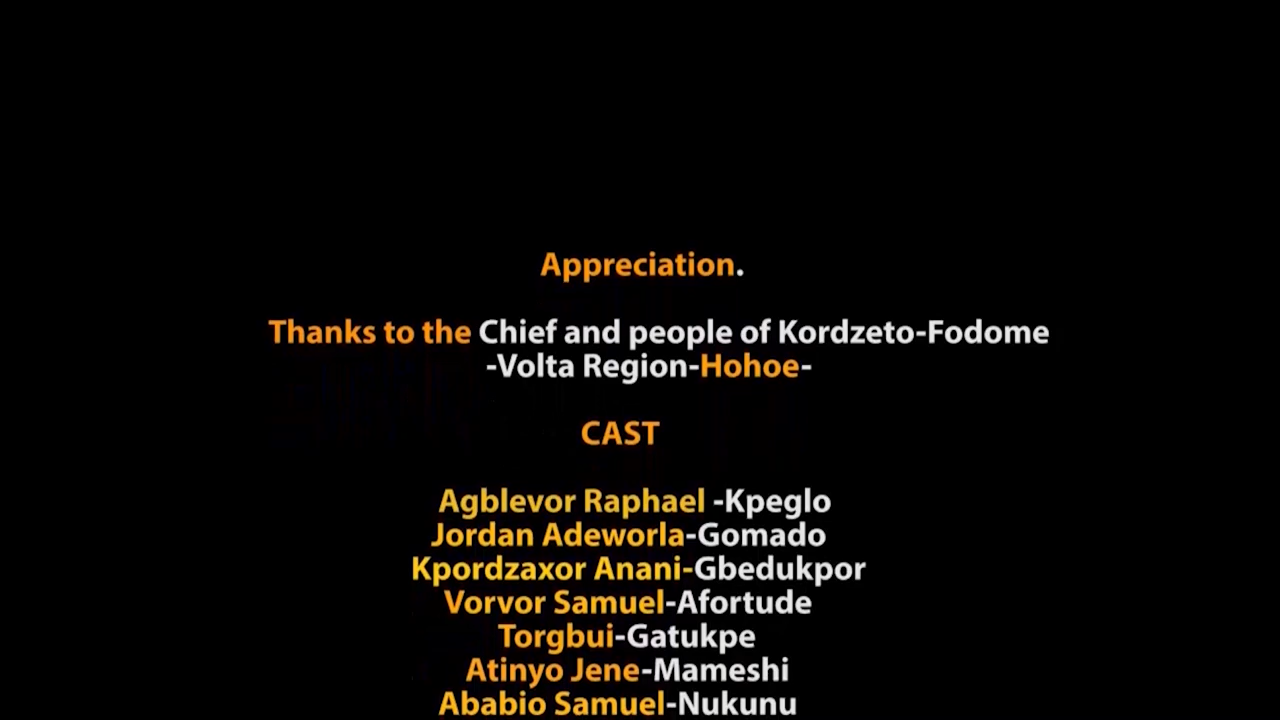 Appreciation.
Thanks to the Chief and people of Kordzeto-Fodome
-Volta Region-Hohoe-
CAST
Agblevor Raphael -Kpeglo
Jordan Adeworla-Gomado
Kpordzaxor Anani-Gbedukpor
Vorvor Samuel-Afortude
Torgbui-Gatukpe
Atinyo Jene-Mameshi
Ababio Samuel-Nukunu